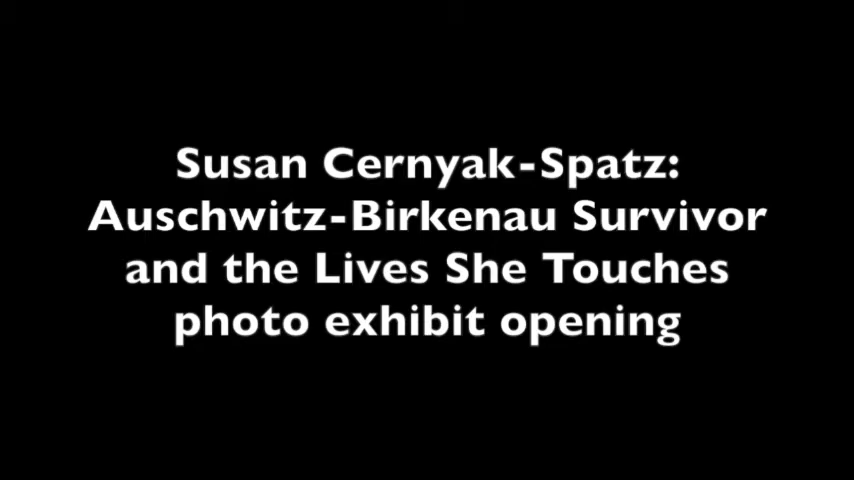 Susan Cernyak-Spatz:
Auschwitz-Birkenau Survivor
and the Lives She Touches
photo exhibit opening